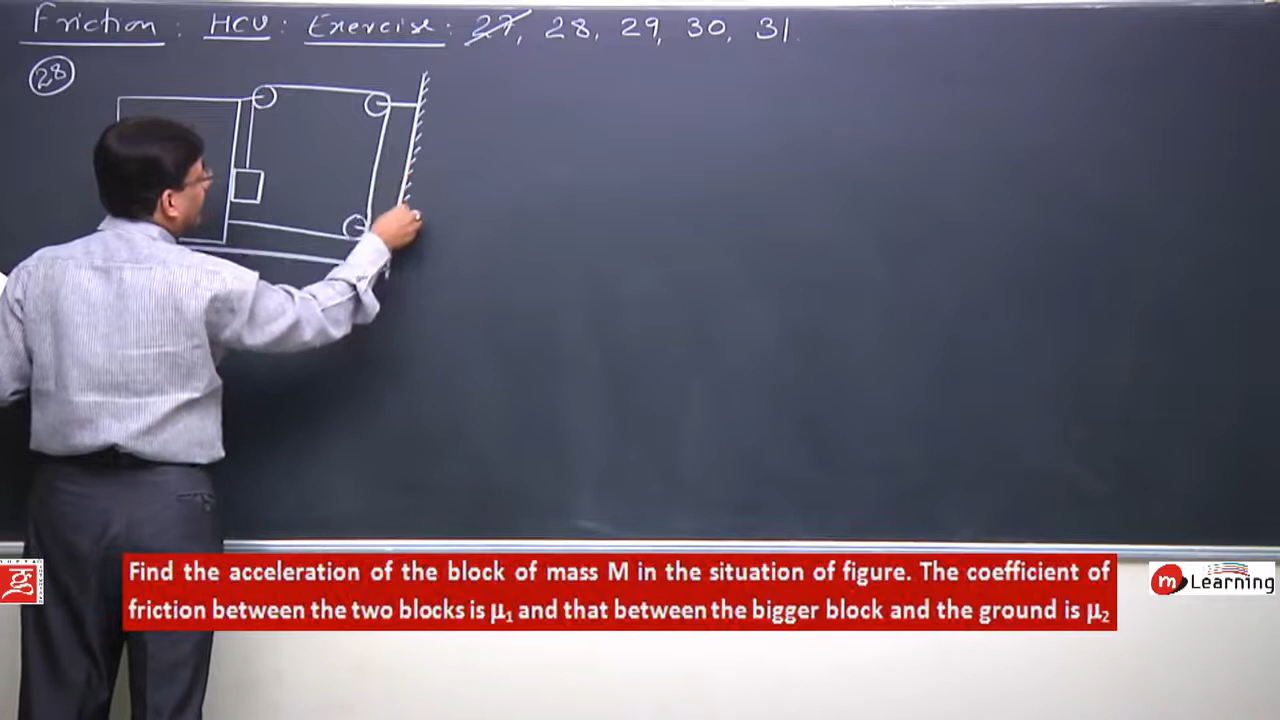 Friction : HCU : Exercise : 27, 28, 29, 30, 31.
28
Find the acceleration of the block of mass M in the situation of figure. The coefficient of
friction between the two blocks is μ₁ and that between the bigger block and the ground is μ₂
m Learning